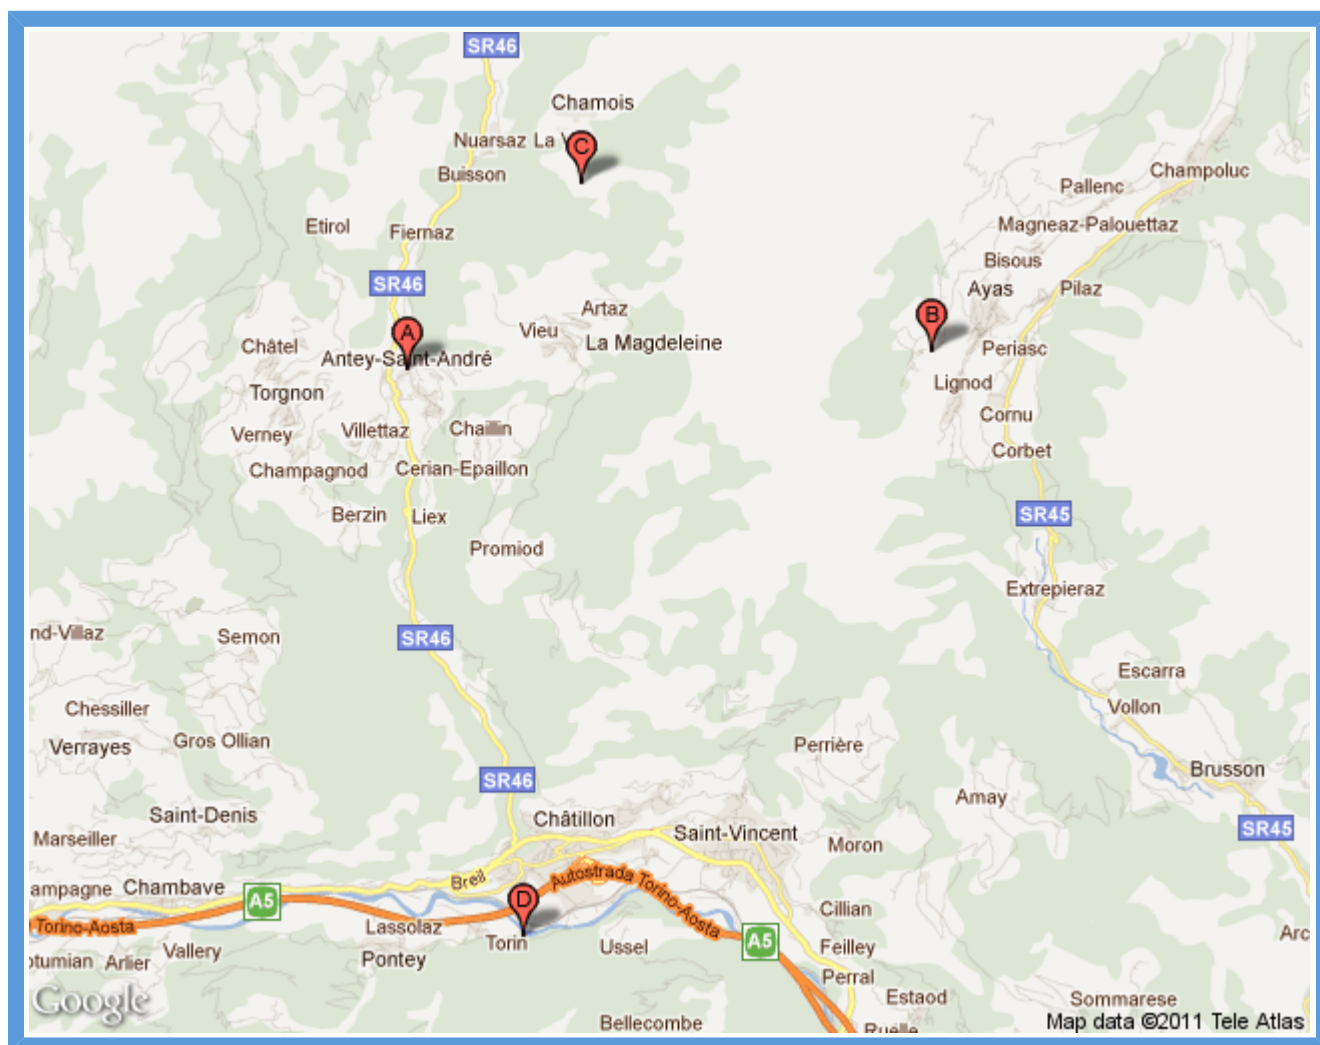 SR46
Chamois
Nuarsaz La
C
Buisson
Champoluc
Pallenc
Etirol
Fiernaz
Magneaz-Palouettaz
Bisous
SR46
Ayas
Pilaz
Artaz
B
Vieu
A
La Magdeleine
Châtel
Periasc
Antey-Saint-André
Torgnon
Lignod
Cornu
Verney
Villettaz
Chaillin
Corbet
Champagnod
Cerian-Epaillon
Berzin
Liex
SR45
Promiod
Extrepieraz
nd-Villaz
Semon
SR46
Escarra
Chessiller
Vollon
Verrayes
Gros Ollian
Perrière
Brusson
SR46
Amay
Saint-Denis
Châtillon
Saint-Vincent
SR45
Marseiller
Moron
Breil
Autostrada Torino-Aosta
ampagne
Chambave
A5
D
Cillian
Torino-Aosta
Lassolaz
Torin
Ussel
A5
Feilley
Arc
Vallery
otumian
Arlier
Pontey
Perral
Google
Estaod
Sommarese
Bellecombe
Ruelle
Map data ©2011 Tele Atlas